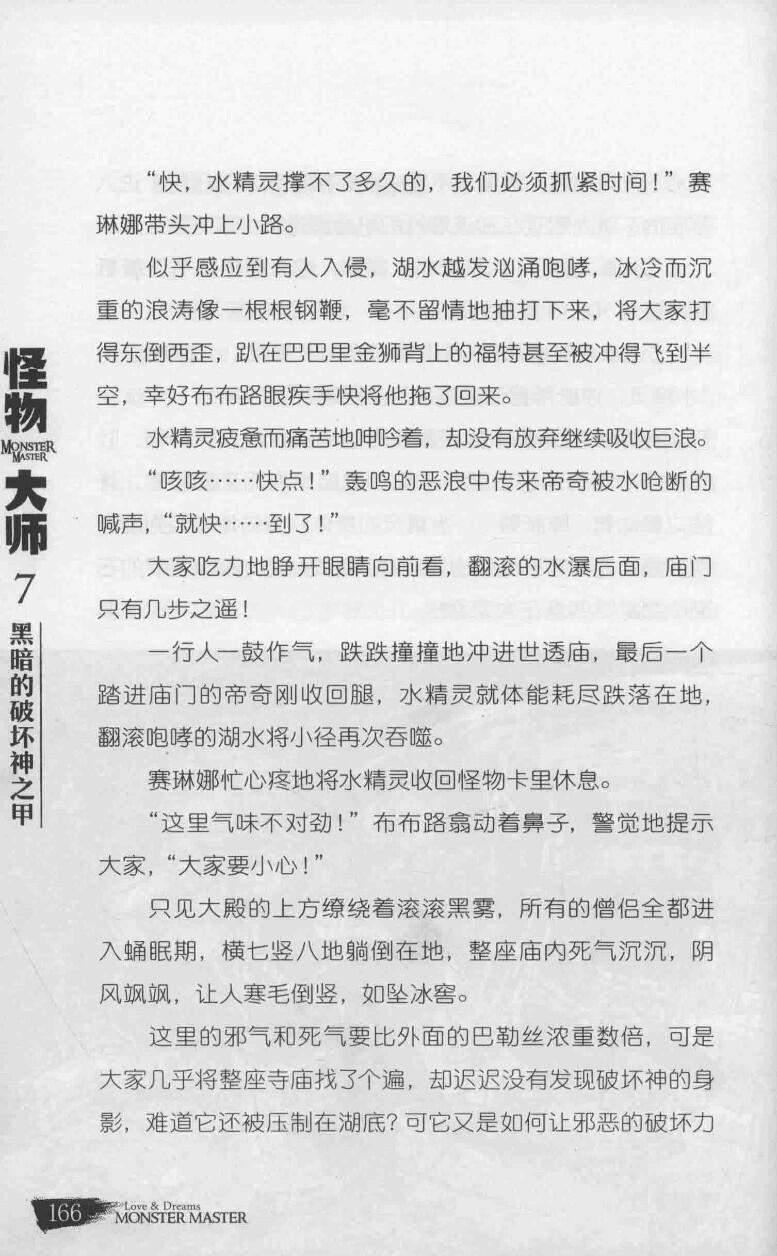 “快，水精灵撑不了多久的，我们必须抓紧时间！”赛
琳娜带头冲上小路。
似乎感应到有人入侵，湖水越发汹涌咆哮，冰冷而沉
重的浪涛像一根根钢鞭，毫不留情地抽打下来，将大家打
得东倒西歪，趴在巴巴里金狮背上的福特甚至被冲得飞到半
空，幸好布布路眼疾手快将他拖了回来。
水精灵疲惫而痛苦地呻吟着，却没有放弃继续吸收巨浪。
“咳咳……快点！”轰鸣的恶浪中传来帝奇被水呛断的
喊声，“就快……到了！”
大家吃力地睁开眼睛向前看，翻滚的水瀑后面，庙门
只有几步之遥！
一行人一鼓作气，跌跌撞撞地冲进世透庙，最后一个
踏进庙门的帝奇刚收回腿，水精灵就体能耗尽跌落在地，
翻滚咆哮的湖水将小径再次吞噬。
赛琳娜忙心疼地将水精灵收回怪物卡里休息。
“这里气味不对劲！”布布路翕动着鼻子，警觉地提示
大家，“大家要小心！”
只见大殿的上方缭绕着滚滚黑雾，所有的僧侣全都进
入蛹眠期，横七竖八地躺倒在地，整座庙内死气沉沉，阴
风飒飒，让人寒毛倒竖，如坠冰窖。
这里的邪气和死气要比外面的巴勒丝浓重数倍，可是
大家几乎将整座寺庙找了个遍，却迟迟没有发现破坏神的身
影，难道它还被压制在湖底？可它又是如何让邪恶的破坏力
怪物
MONSTER
MASTER
大师
7
黑暗的破坏神之甲
166
Love & Dreams
MONSTER MASTER